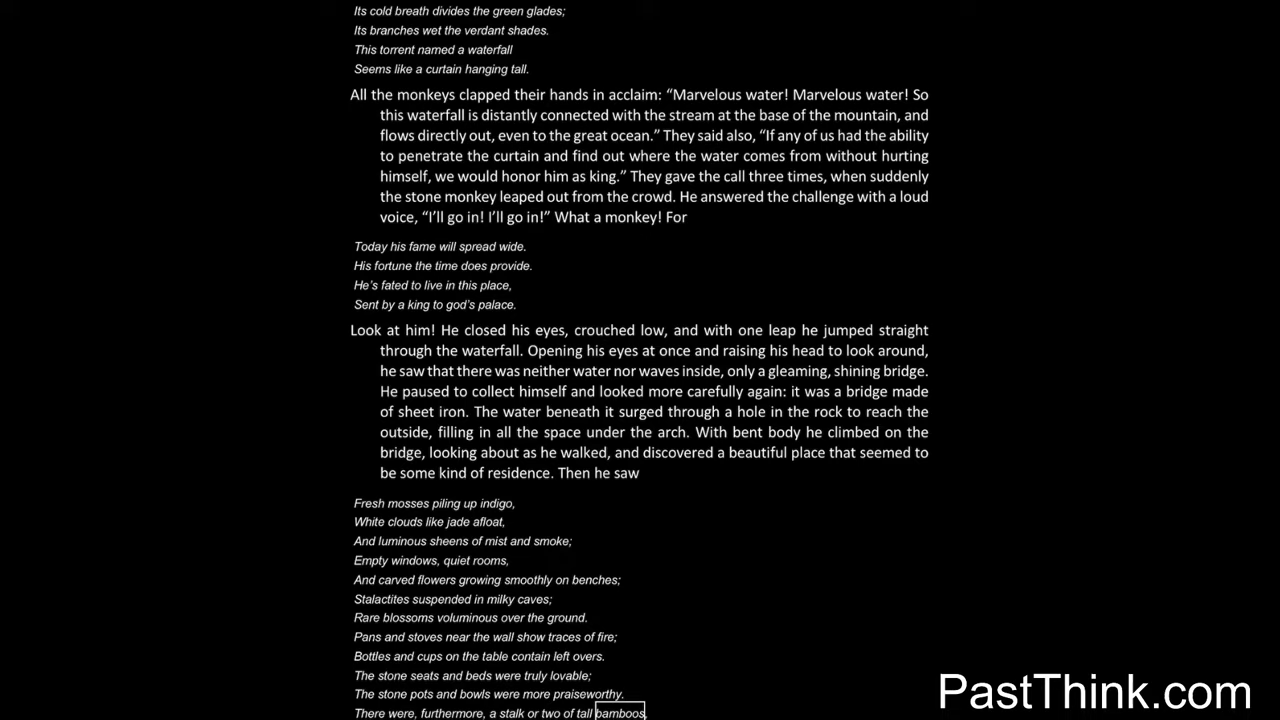 Its cold breath divides the green glades;
Its branches wet the verdant shades.
This torrent named a waterfall
Seems like a curtain hanging tall.
All the monkeys clapped their hands in acclaim: “Marvelous water! Marvelous water! So
this waterfall is distantly connected with the stream at the base of the mountain, and
flows directly out, even to the great ocean.” They said also, “If any of us had the ability
to penetrate the curtain and find out where the water comes from without hurting
himself, we would honor him as king.” They gave the call three times, when suddenly
the stone monkey leaped out from the crowd. He answered the challenge with a loud
voice, “I’ll go in! I’ll go in!” What a monkey! For
Today his fame will spread wide.
His fortune the time does provide.
He’s fated to live in this place,
Sent by a king to god’s palace.
Look at him! He closed his eyes, crouched low, and with one leap he jumped straight
through the waterfall. Opening his eyes at once and raising his head to look around,
he saw that there was neither water nor waves inside, only a gleaming, shining bridge.
He paused to collect himself and looked more carefully again: it was a bridge made
of sheet iron. The water beneath it surged through a hole in the rock to reach the
outside, filling in all the space under the arch. With bent body he climbed on the
bridge, looking about as he walked, and discovered a beautiful place that seemed to
be some kind of residence. Then he saw
Fresh mosses piling up indigo,
White clouds like jade afloat,
And luminous sheens of mist and smoke;
Empty windows, quiet rooms,
And carved flowers growing smoothly on benches;
Stalactites suspended in milky caves;
Rare blossoms voluminous over the ground.
Pans and stoves near the wall show traces of fire;
Bottles and cups on the table contain left overs.
The stone seats and beds were truly lovable;
The stone pots and bowls were more praiseworthy.
There were, furthermore, a stalk or two of tall bamboos,
PastThink.com